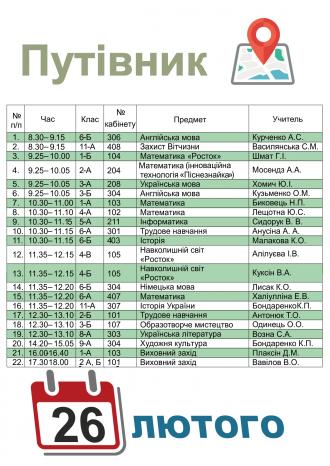 Путівник
№ п/п Час Клас № кабінету Предмет Учитель
1. 8.30– 9.15 6-Б 306 Англійська мова Курченко А.С.
2. 8.30– 9.15 11-А 408 Захист Вітчизни Василянська С.М.
3. 9.25– 10.00 1-Б 104 Математика «Росток» Шмат Г.І.
4. 9.25– 10.05 2-А 204 Математика (інноваційна технологія «Піснезнайка») Мосенда А.А.
5. 9.25– 10.05 3-А 208 Українська мова Хомич Ю.І.
6. 9.25– 10.05 3-Б 304 Англійська мова Кузьменко О.М.
7. 10.30– 11.00 1-А 103 Математика Биковець Н.П.
8. 10.30– 11.10 4-А 102 Математика Лещотна Ю.С.
9. 10.30– 11.15 5-А 211 Інформатика Сидорук В. В.
10. 10.30– 11.15 6-А 301 Трудове навчання Анусіна А. А.
11. 10.30– 11.15 6-Б 403 Історія Малакова К.О.
12. 11.35– 12.15 4-В 105 Навколишній світ «Росток» Алілуєва І.В.
13. 11.35– 12.15 4-Б 105 Навколишній світ «Росток» Куксін В.А.
14. 11.35– 12.20 6-Б 304 Німецька мова Лисак К.О.
15. 11.35– 12.20 6-А 407 Математика Халіулліна Е.В.
16. 11.35– 12.20 11-А 307 Історія України БондаренкоК.П.
17. 12.30– 13.10 2-Б 101 Трудове навчання Антонюк Т.О.
18. 12.30– 13.10 3-Б 107 Образотворче мистецтво Одинець О.О.
19. 12.30– 13.10 8-А 303 Українська література Возна С.А.
20. 14.20– 15.05 9-А 304 Художня культура Бондаренко К.П.
21. 16.0916.40 1-А 103 Виховний захід Плаксін Д.М.
22. 17.3018.00 2 А, Б 101 Виховний захід Вавілов В.О.
26 ЛЮТОГО